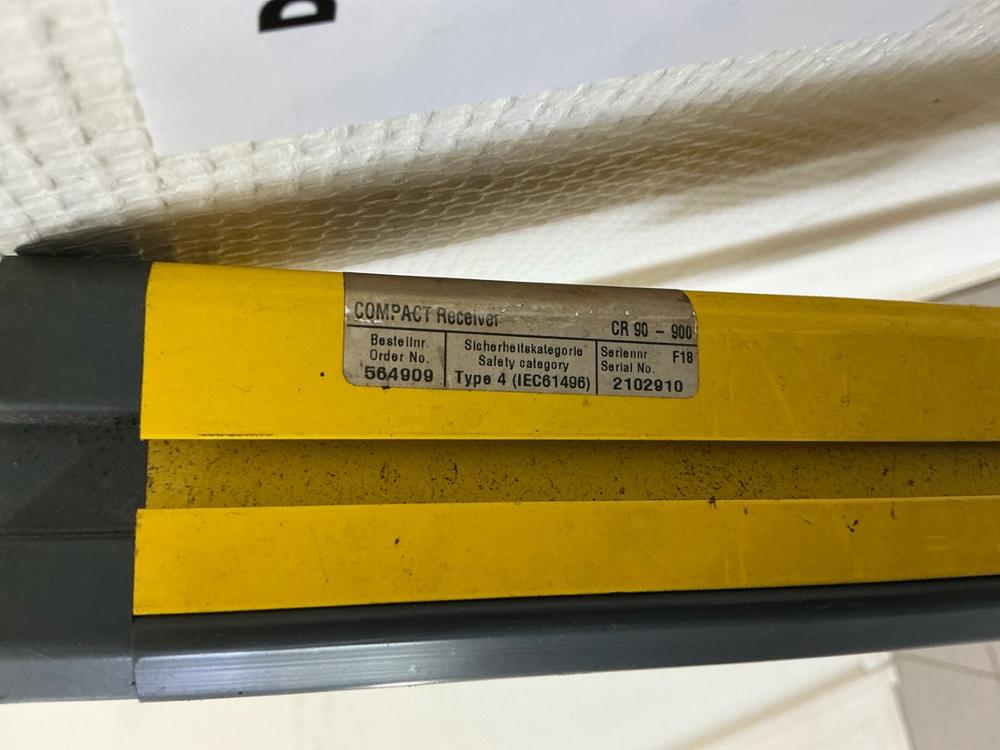 D
COMPACT Receiver
CR 90 - 900
Bestellnr.
Order No.
564909
Sicherheitskategorie
Safety category
Type 4 (IEC61496)
Seriennr. F18
Serial No.
2102910